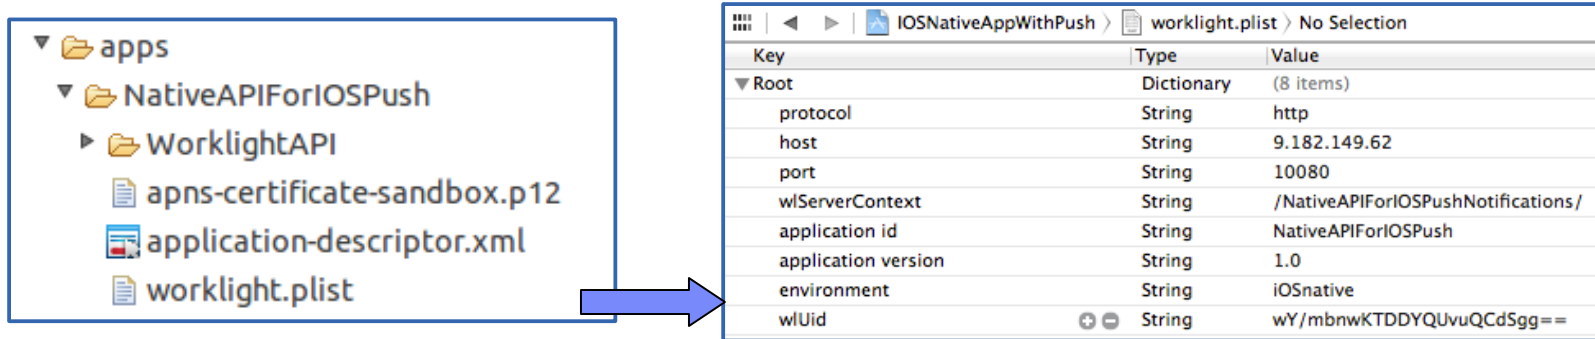 apps
NativeAPIForIOSPush
WorklightAPI
apns-certificate-sandbox.p12
application-descriptor.xml
worklight.plist
IOSNativeAppWithPush worklight.plist No Selection
Key Type Value
Root Dictionary (8 items)
protocol String http
host String 9.182.149.62
port String 10080
wlServerContext String /NativeAPIForIOSPushNotifications/
application id String NativeAPIForIOSPush
application version String 1.0
environment String iOSnative
wlUid String wY/mbnwKTDDYQUvuQCdSgg==